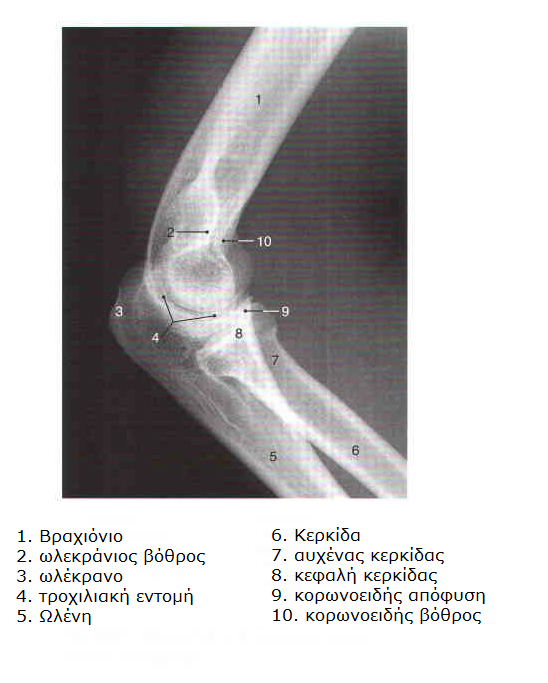 1
2
10
3
9
4
8
7
6
5
1. Βραχιόνιο
2. ωλεκράνιος βόθρος
3. ωλέκρανο
4. τροχιλιακή εντομή
5. Ωλένη
6. Κερκίδα
7. αυχένας κερκίδας
8. κεφαλή κερκίδας
9. κορωνοειδής απόφυση
10. κορωνοειδής βόθρος